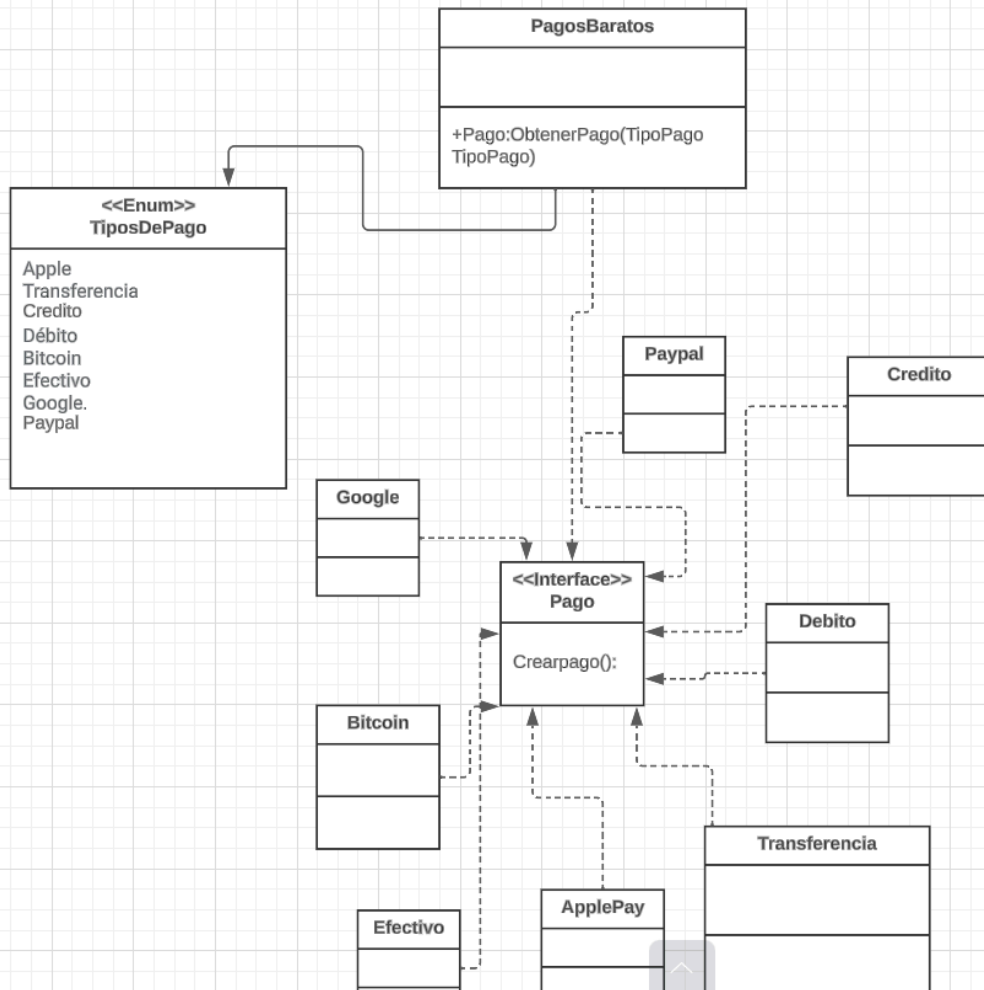 PagosBaratos
+Pago:ObtenerPago(TipoPago
TipoPago)
<<Enum>>
TiposDePago
Apple
Transferencia
Credito
Débito
Bitcoin
Efectivo
Google.
Paypal
Paypal
Credito
Google
<<Interface>>
Pago
Crearpago():
Debito
Bitcoin
Transferencia
ApplePay
Efectivo